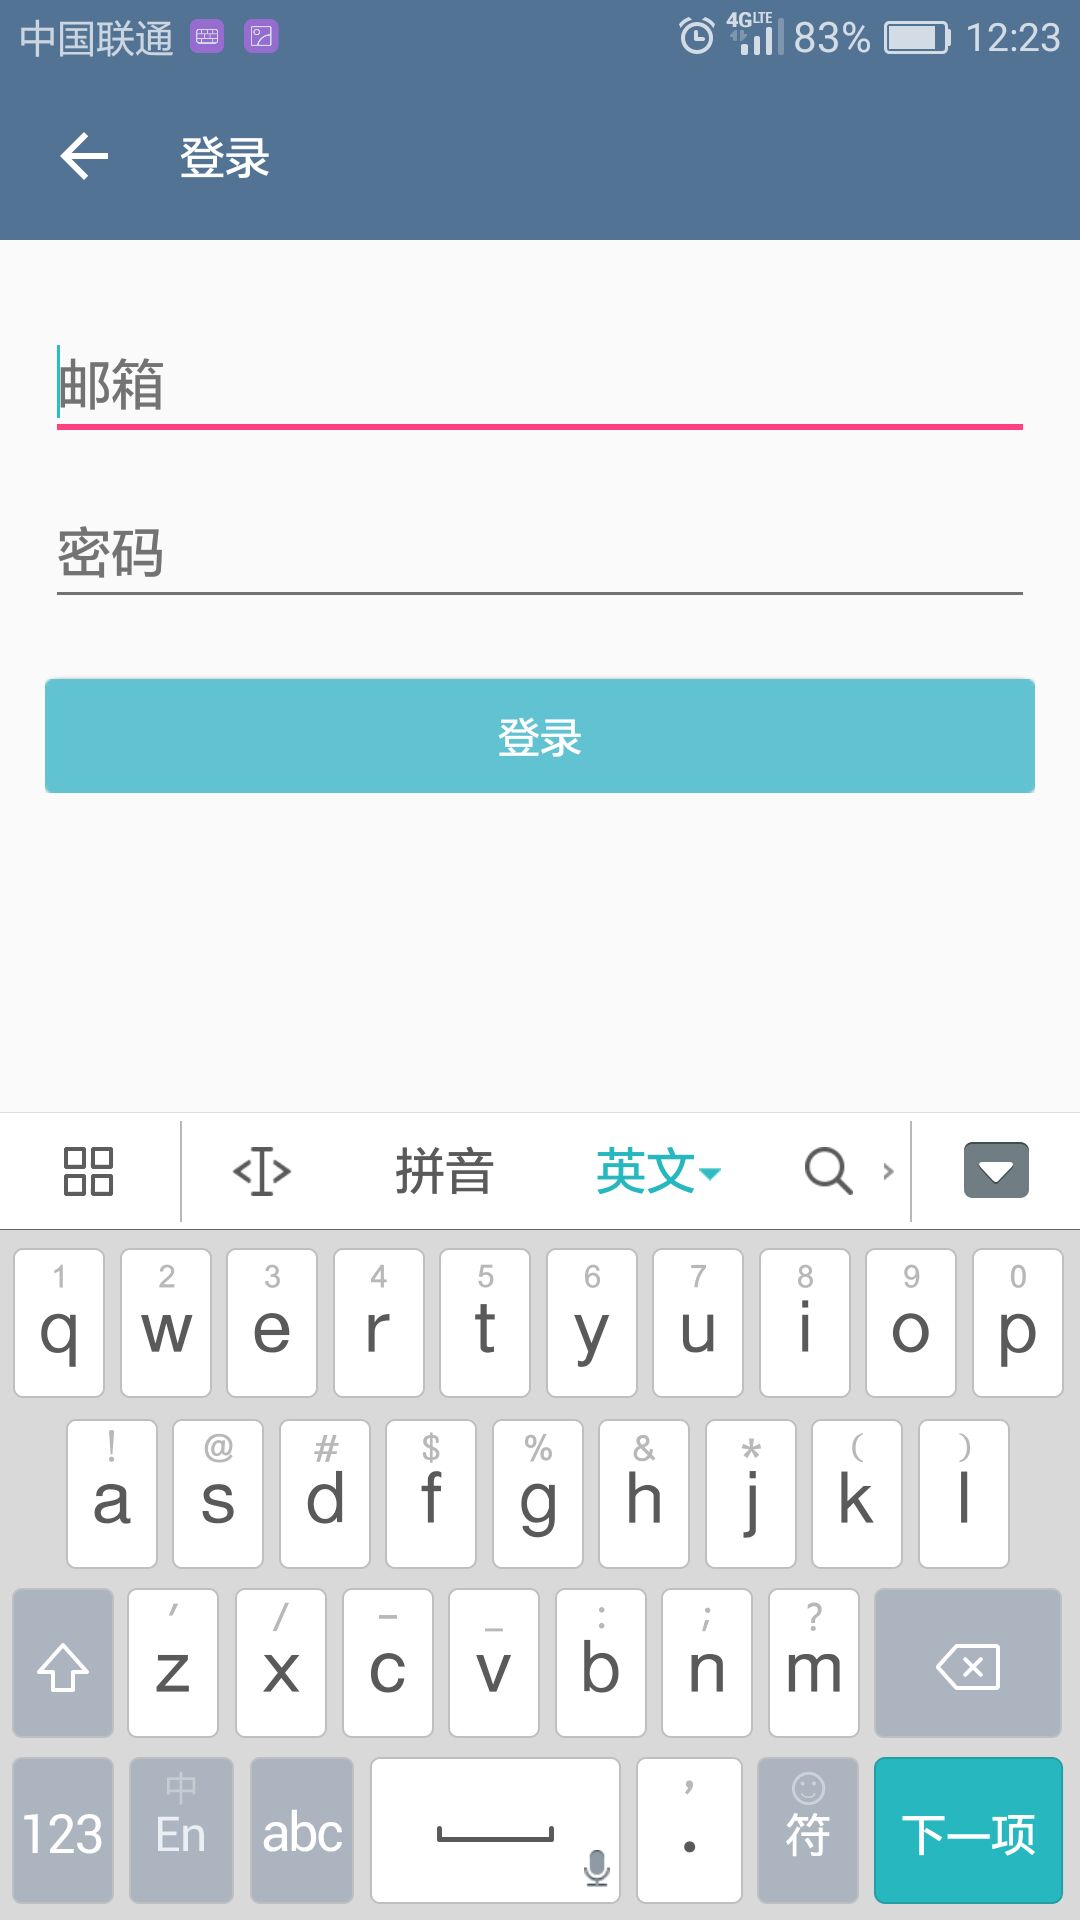 中国联通 4G LTE 83% 12:23
登录
邮箱
密码
登录
拼音 英文
1 2 3 4 5 6 7 8 9 0
q w e r t y u i o p
! @ # $ % & * ( )
a s d f g h j k l
′ / − _ : ; ?
z x c v b n m
中 ,
123 En abc . 符 下一项